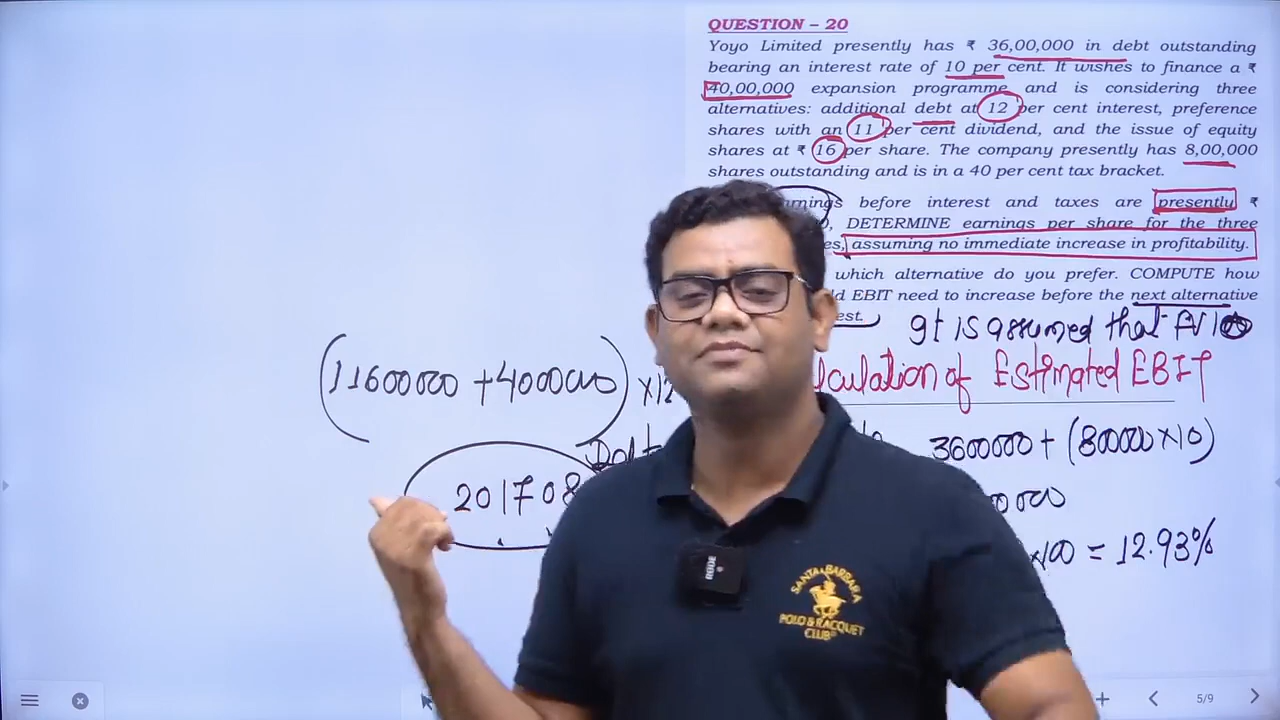 QUESTION – 20
Yoyo Limited presently has ₹ 36,00,000 in debt outstanding
bearing an interest rate of 10 per cent. It wishes to finance a ₹
40,00,000 expansion programme and is considering three
alternatives: additional debt at 12 per cent interest, preference
shares with an 11 per cent dividend, and the issue of equity
shares at ₹ 16 per share. The company presently has 8,00,000
shares outstanding and is in a 40 per cent tax bracket.
before interest and taxes are presently ₹
DETERMINE earnings per share for the three
assuming no immediate increase in profitability.
which alternative do you prefer. COMPUTE how
EBIT need to increase before the next alternative
It is assumed that
Estimated EBIT
(11600000 + 4000000) ×12
3600000 + (800000×10)
201708
×100 = 12.93%
RODE
SANTA BARBARA
POLO & RACQUET
CLUB
5/9